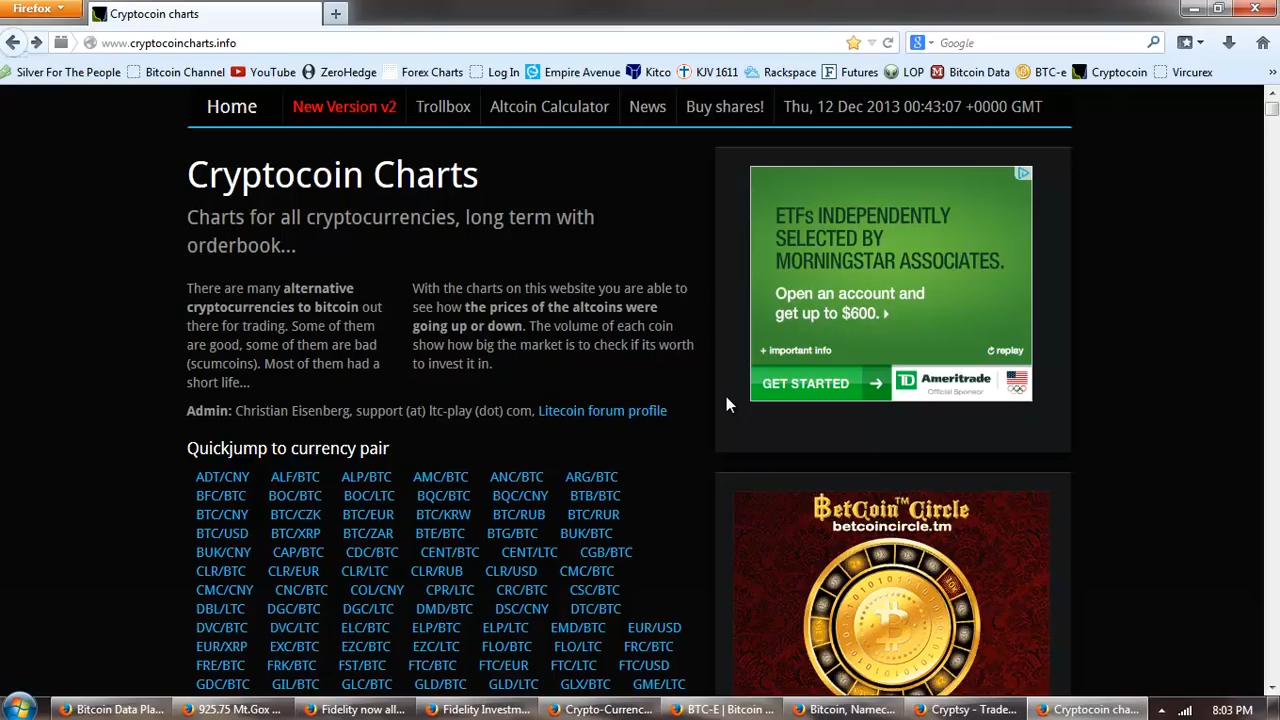 Firefox
Cryptocoin charts
www.cryptocoincharts.info
Google
Silver For The People Bitcoin Channel YouTube ZeroHedge Forex Charts Log In Empire Avenue Kitco KJV 1611 Rackspace Futures LOP Bitcoin Data BTC-e Cryptocoin Vircurex »
Home New Version v2 Trollbox Altcoin Calculator News Buy shares! Thu, 12 Dec 2013 00:43:07 +0000 GMT
Cryptocoin Charts
Charts for all cryptocurrencies, long term with
orderbook...
There are many alternative
cryptocurrencies to bitcoin out
there for trading. Some of them
are good, some of them are bad
(scumcoins). Most of them had a
short life...
With the charts on this website you are able to
see how the prices of the altcoins were
going up or down. The volume of each coin
show how big the market is to check if its worth
to invest it in.
Admin: Christian Eisenberg, support (at) ltc-play (dot) com, Litecoin forum profile
Quickjump to currency pair
ADT/CNY ALF/BTC ALP/BTC AMC/BTC ANC/BTC ARG/BTC
BFC/BTC BOC/BTC BOC/LTC BQC/BTC BQC/CNY BTB/BTC
BTC/CNY BTC/CZK BTC/EUR BTC/KRW BTC/RUB BTC/RUR
BTC/USD BTC/XRP BTC/ZAR BTE/BTC BTG/BTC BUK/BTC
BUK/CNY CAP/BTC CDC/BTC CENT/BTC CENT/LTC CGB/BTC
CLR/BTC CLR/EUR CLR/LTC CLR/RUB CLR/USD CMC/BTC
CMC/CNY CNC/BTC COL/CNY CPR/LTC CRC/BTC CSC/BTC
DBL/LTC DGC/BTC DGC/LTC DMD/BTC DSC/CNY DTC/BTC
DVC/BTC DVC/LTC ELC/BTC ELP/BTC ELP/LTC EMD/BTC EUR/USD
EUR/XRP EXC/BTC EZC/BTC EZC/LTC FLO/BTC FLO/LTC FRC/BTC
FRE/BTC FRK/BTC FST/BTC FTC/BTC FTC/EUR FTC/LTC FTC/USD
GDC/BTC GIL/BTC GLC/BTC GLD/BTC GLD/LTC GLX/BTC GME/LTC
ETFs INDEPENDENTLY
SELECTED BY
MORNINGSTAR ASSOCIATES.
Open an account and
get up to $600.
+ important info replay
GET STARTED TD Ameritrade
Official Sponsor
BetCoin™Circle
betcoincircle.tm
Bitcoin Data Pla... 925.75 Mt.Gox ... Fidelity now all... Fidelity Investm... Crypto-Currenc... BTC-E | Bitcoin ... Bitcoin, Namec... Cryptsy - Trade... Cryptocoin cha... 8:03 PM